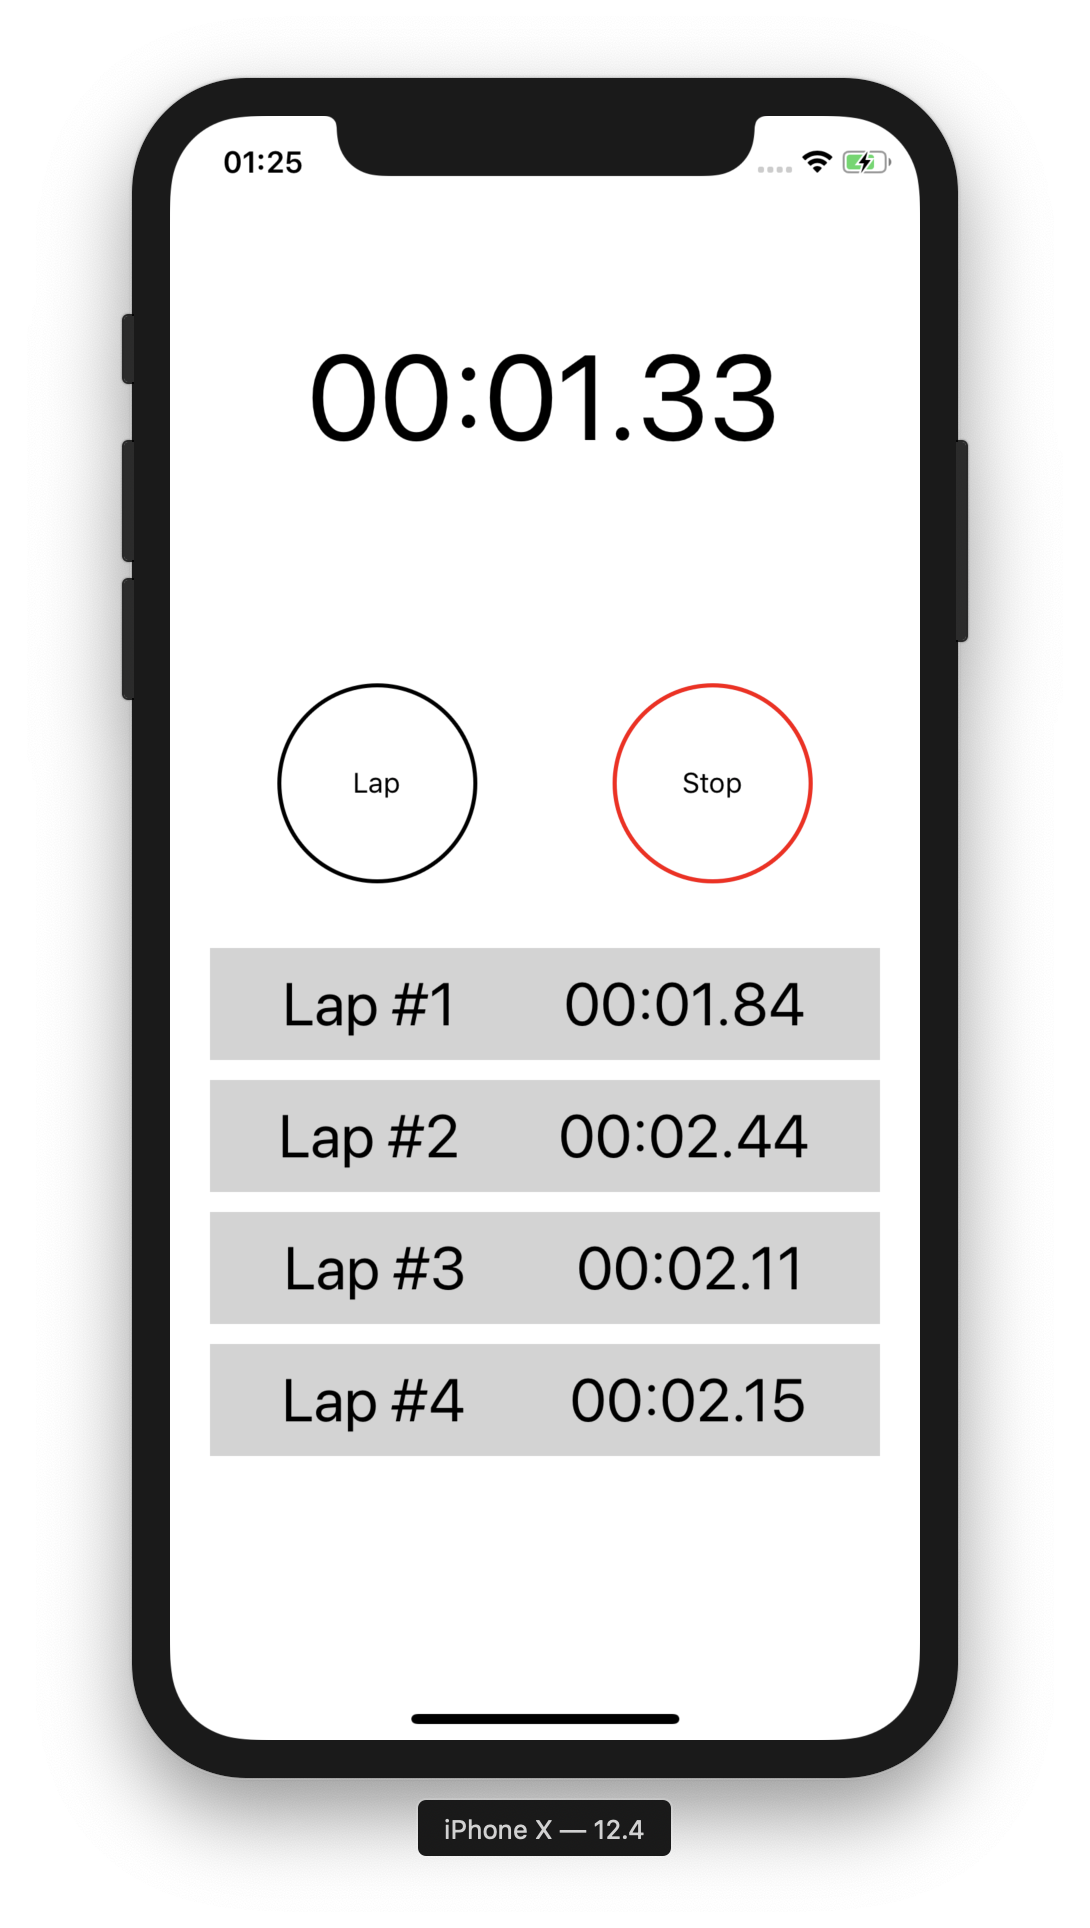 01:25
00:01.33
Lap Stop
Lap #1 00:01.84
Lap #2 00:02.44
Lap #3 00:02.11
Lap #4 00:02.15
iPhone X — 12.4